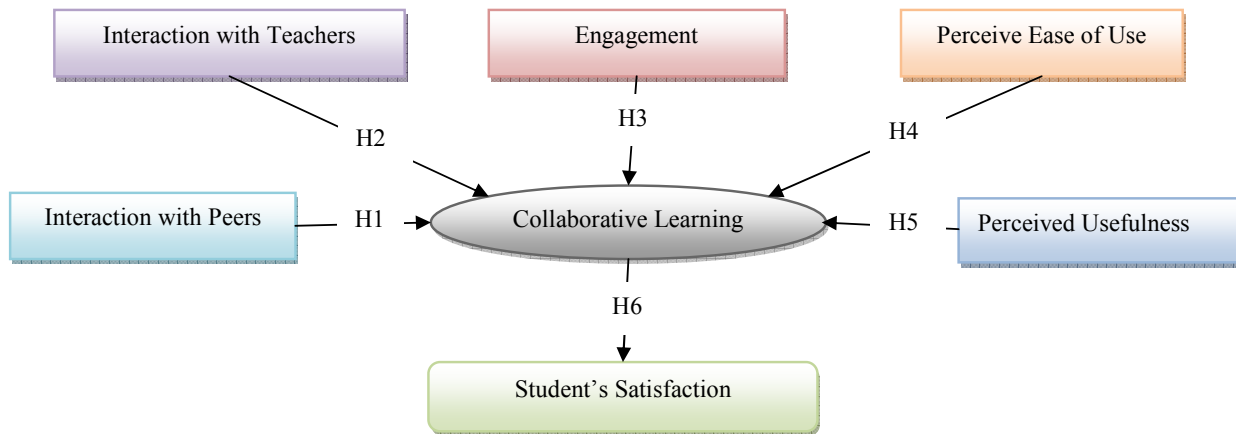 Interaction with Teachers
Engagement
Perceive Ease of Use
H2
H3
H4
Interaction with Peers
H1
Collaborative Learning
H5
Perceived Usefulness
H6
Student’s Satisfaction